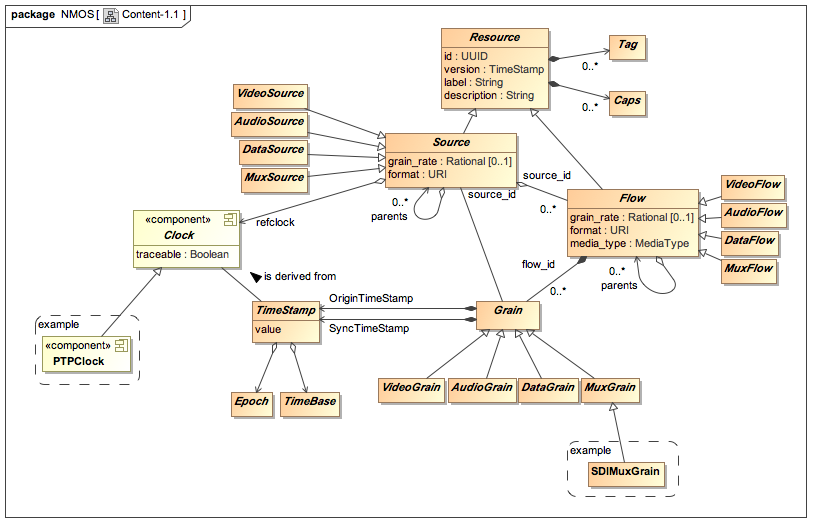 package NMOS[ Content-1.1 ]
Resource
id : UUID
version : TimeStamp
label : String
description : String
Tag
0..*
Caps
0..*
VideoSource
AudioSource
DataSource
MuxSource
Source
grain_rate : Rational [0..1]
format : URI
source_id
0..*
parents
source_id
0..*
refclock
Flow
grain_rate : Rational [0..1]
format : URI
media_type : MediaType
VideoFlow
AudioFlow
DataFlow
MuxFlow
0..*
parents
flow_id
0..*
«component»
Clock
traceable : Boolean
is derived from
TimeStamp
value
OriginTimeStamp
SyncTimeStamp
Grain
example
«component»
PTPClock
Epoch
TimeBase
VideoGrain
AudioGrain
DataGrain
MuxGrain
example
SDIMuxGrain